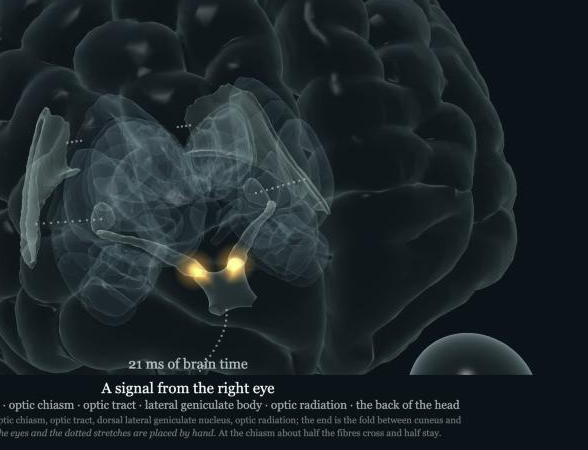 21 ms of brain time
A signal from the right eye
· optic chiasm · optic tract · lateral geniculate body · optic radiation · the back of the head
optic chiasm, optic tract, dorsal lateral geniculate nucleus, optic radiation; the end is the fold between cuneus and
the eyes and the dotted stretches are placed by hand. At the chiasm about half the fibres cross and half stay.